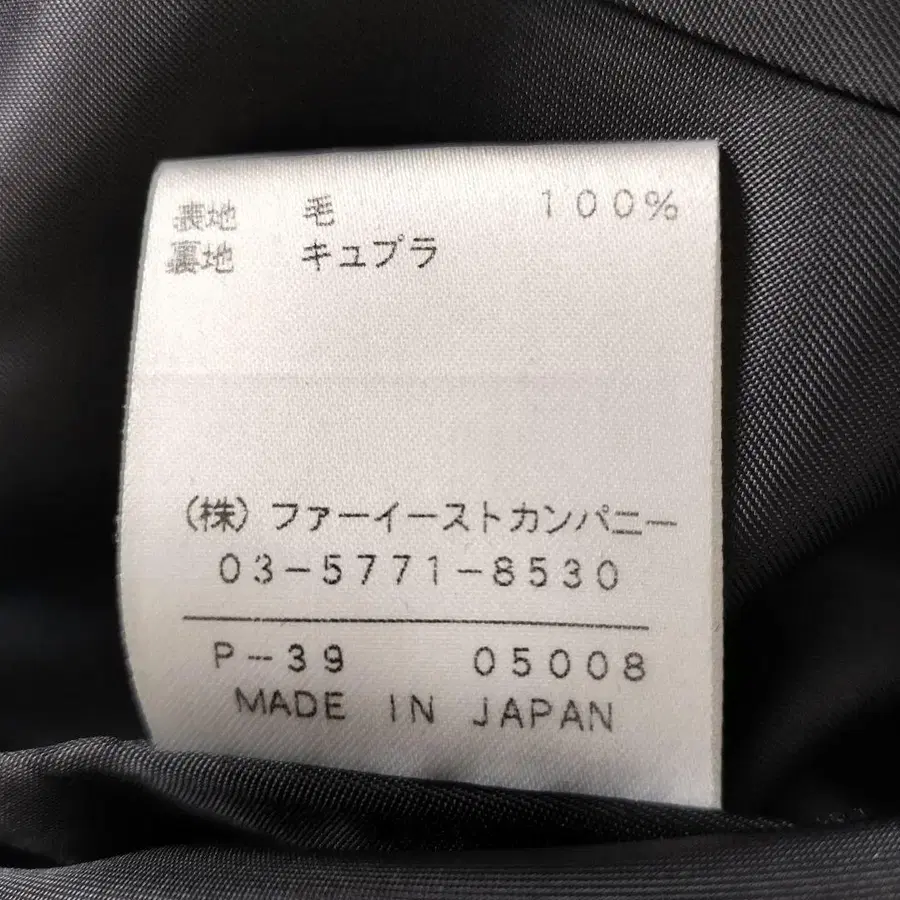 表地 毛 100%
裏地 キュプラ
(株)ファーイーストカンパニー
03-5771-8530
P-39 05008
MADE IN JAPAN